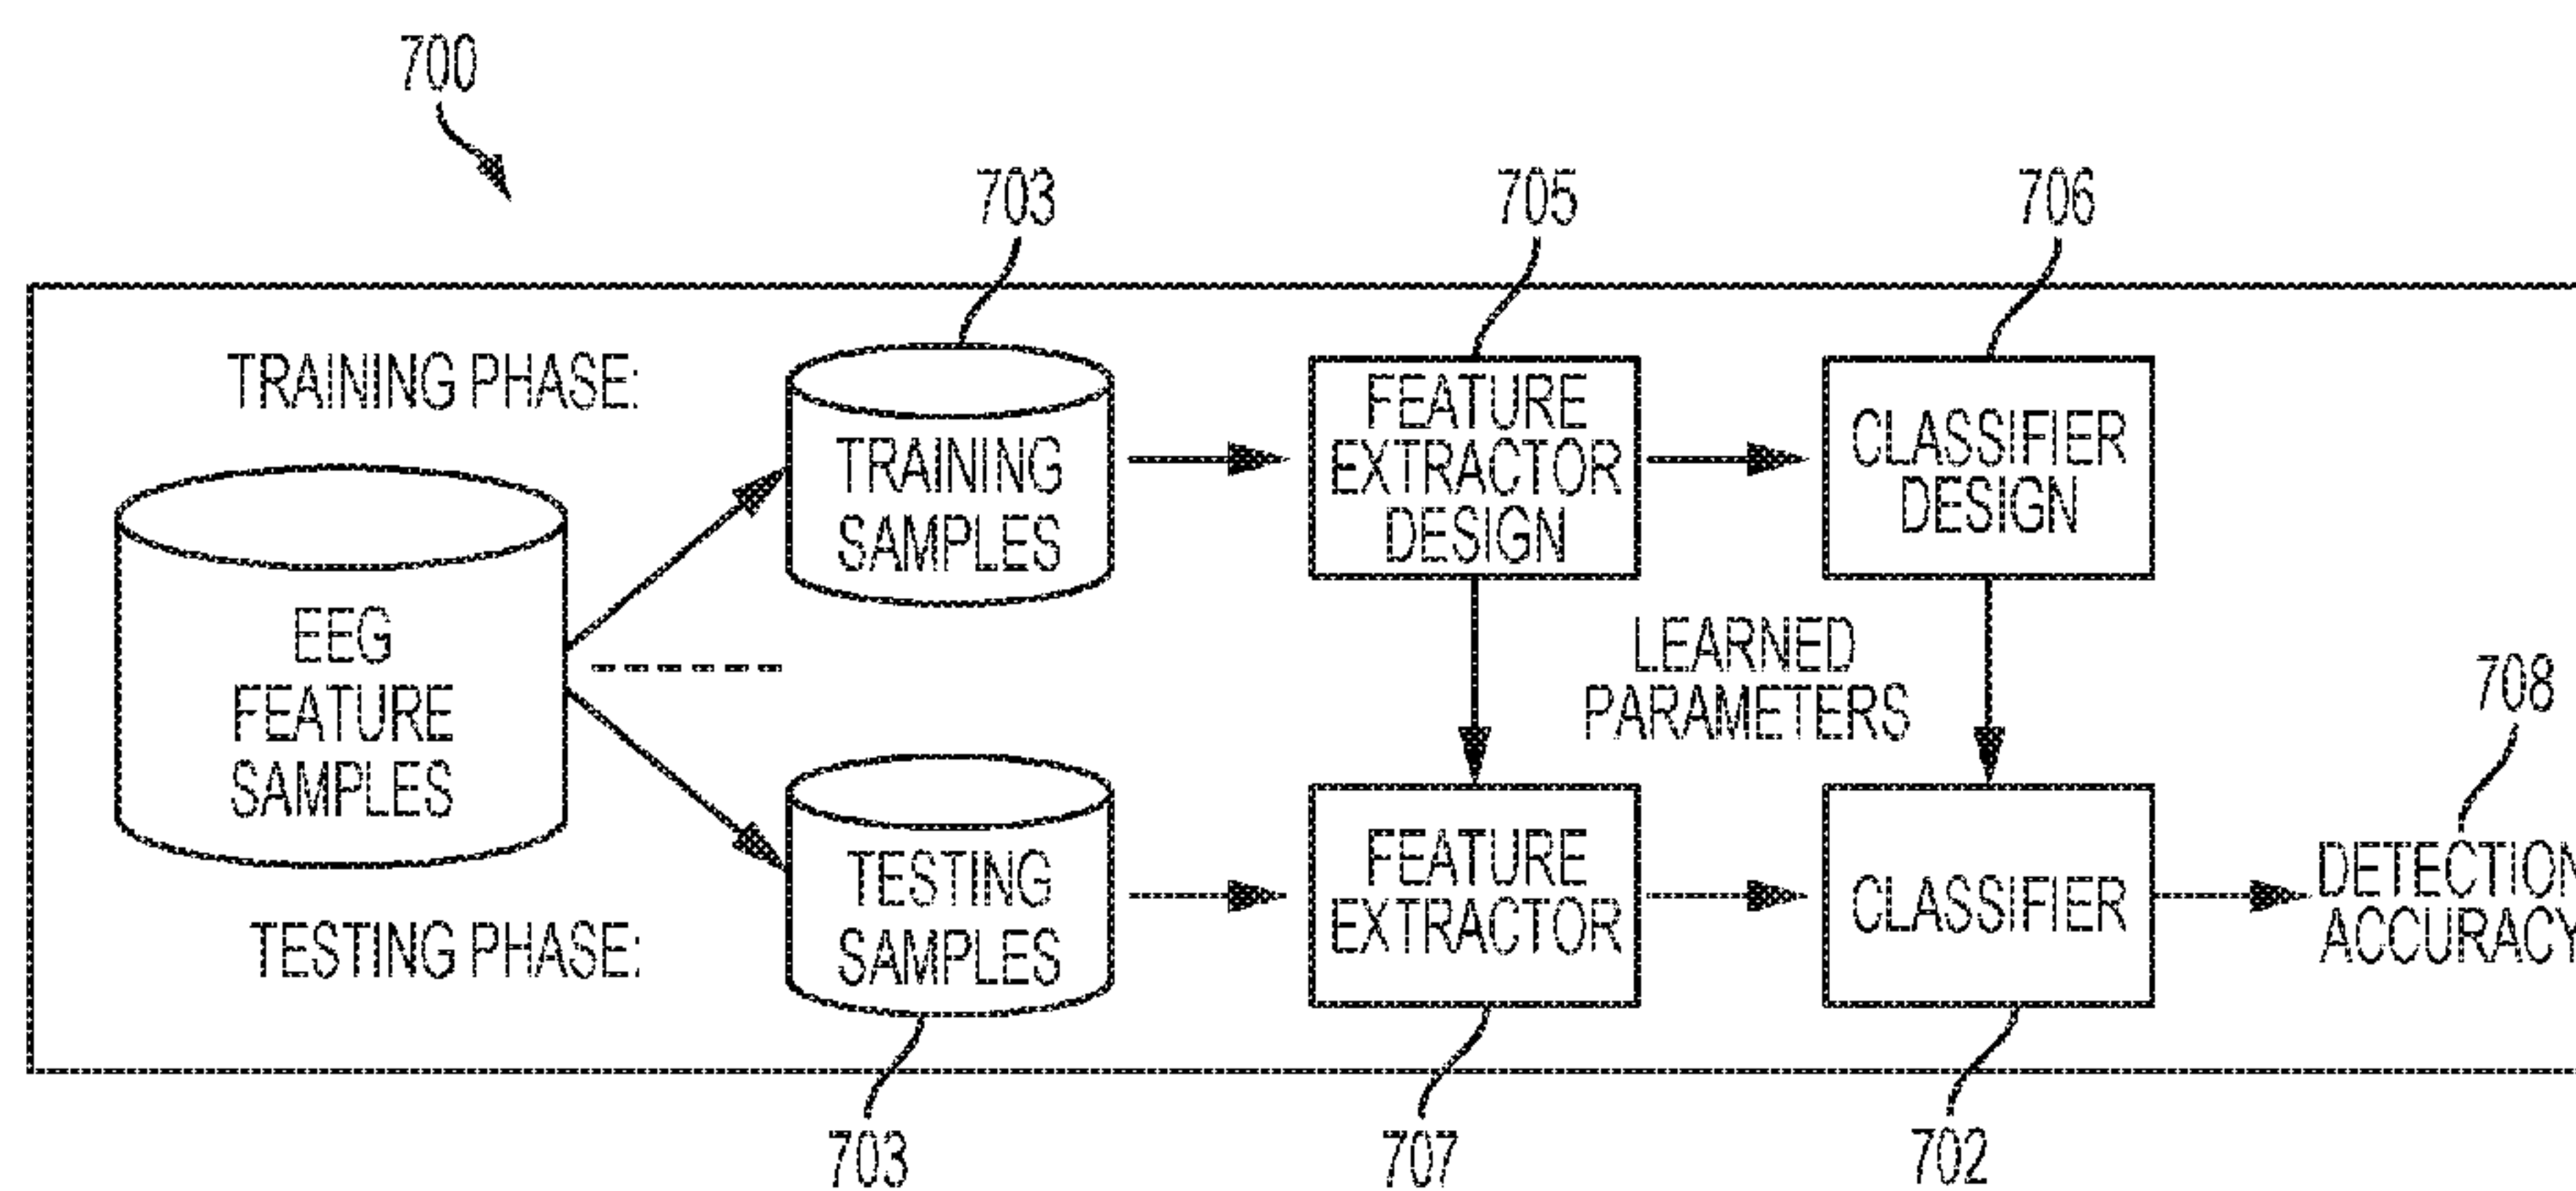 700
703
705
706
TRAINING PHASE:
TRAINING
SAMPLES
FEATURE
EXTRACTOR
DESIGN
CLASSIFIER
DESIGN
EEG
FEATURE
SAMPLES
LEARNED
PARAMETERS
708
TESTING PHASE:
TESTING
SAMPLES
FEATURE
EXTRACTOR
CLASSIFIER
DETECTION
ACCURACY
703
707
702